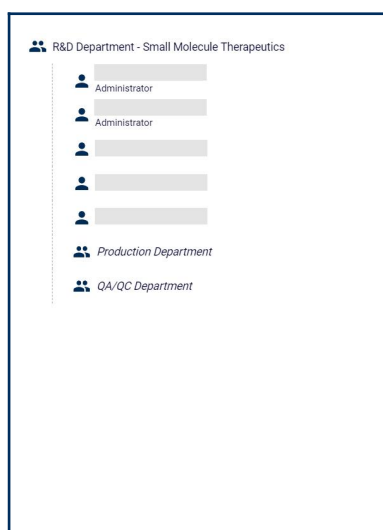 R&D Department - Small Molecule Therapeutics
Administrator
Administrator
Production Department
QA/QC Department